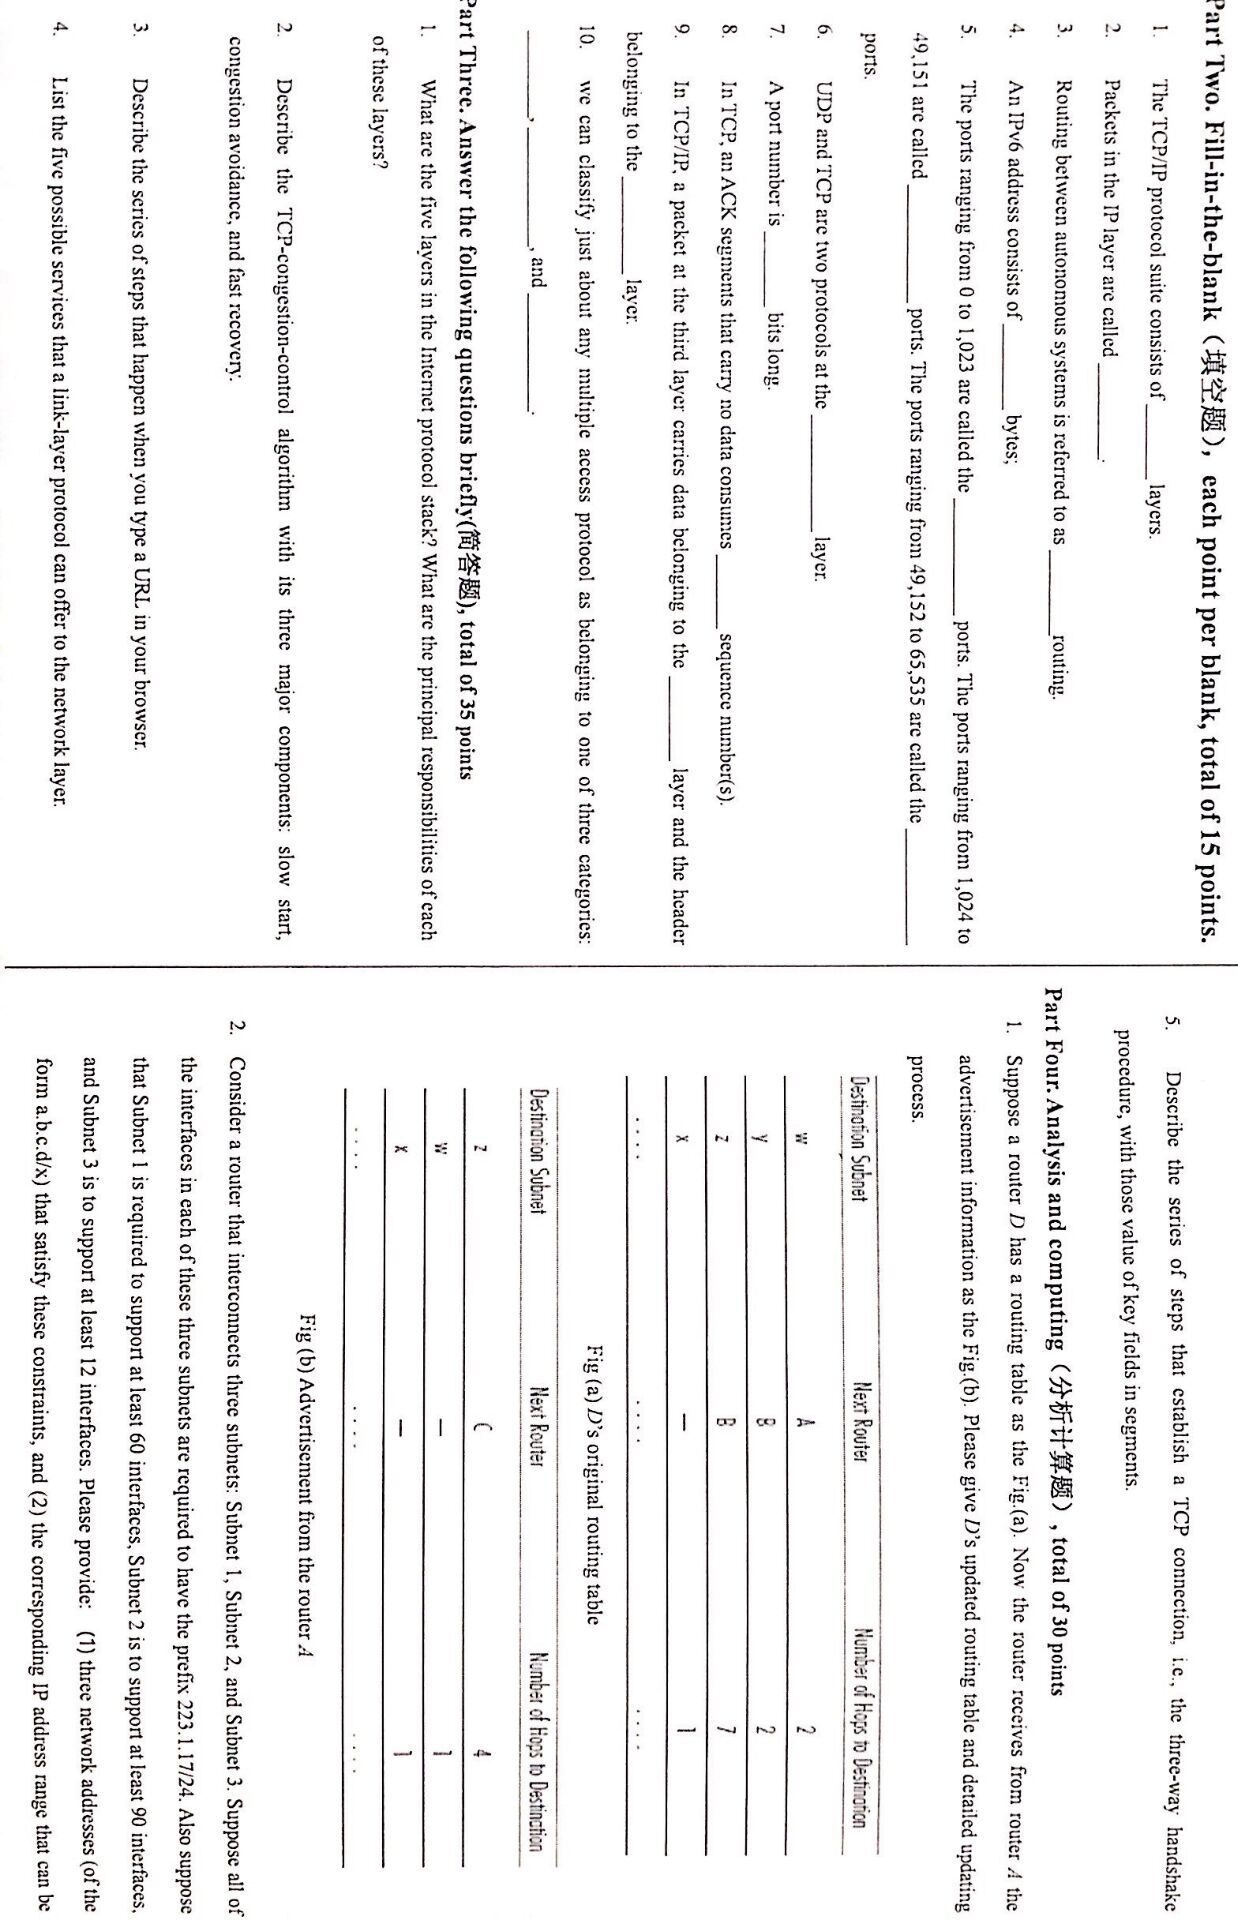 Part Two. Fill-in-the-blank（填空题），each point per blank, total of 15 points.
1. The TCP/IP protocol suite consists of ______ layers.
2. Packets in the IP layer are called ________.
3. Routing between autonomous systems is referred to as _______routing.
4. An IPv6 address consists of _______ bytes;
5. The ports ranging from 0 to 1,023 are called the __________ ports. The ports ranging from 1,024 to
49,151 are called __________ ports. The ports ranging from 49,152 to 65,535 are called the __________
ports.
6. UDP and TCP are two protocols at the __________ layer.
7. A port number is ______ bits long.
8. In TCP, an ACK segments that carry no data consumes ______ sequence number(s).
9. In TCP/IP, a packet at the third layer carries data belonging to the _______ layer and the header
belonging to the ________ layer.
10. we can classify just about any multiple access protocol as belonging to one of three categories:
_______, __________, and __________.
Part Three. Answer the following questions briefly(简答题), total of 35 points
1. What are the five layers in the Internet protocol stack? What are the principal responsibilities of each
of these layers?
2. Describe the TCP-congestion-control algorithm with its three major components: slow start,
congestion avoidance, and fast recovery.
3. Describe the series of steps that happen when you type a URL in your browser.
4. List the five possible services that a link-layer protocol can offer to the network layer.
5. Describe the series of steps that establish a TCP connection, i.e., the three-way handshake
procedure, with those value of key fields in segments.
Part Four. Analysis and computing（分析计算题）, total of 30 points
1. Suppose a router D has a routing table as the Fig.(a). Now the router receives from router A the
advertisement information as the Fig.(b). Please give D's updated routing table and detailed updating
process.
Destination Subnet Next Router Number of Hops to Destination
w A 2
y B 2
z B 7
x — 1
.... .... ....
Fig (a) D's original routing table
Destination Subnet Next Router Number of Hops to Destination
z C 4
w — 1
x — 1
.... .... ....
Fig (b) Advertisement from the router A
2. Consider a router that interconnects three subnets: Subnet 1, Subnet 2, and Subnet 3. Suppose all of
the interfaces in each of these three subnets are required to have the prefix 223.1.17/24. Also suppose
that Subnet 1 is required to support at least 60 interfaces, Subnet 2 is to support at least 90 interfaces,
and Subnet 3 is to support at least 12 interfaces. Please provide: (1) three network addresses (of the
form a.b.c.d/x) that satisfy these constraints, and (2) the corresponding IP address range that can be